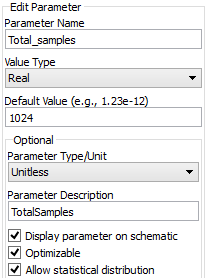 Edit Parameter
Parameter Name
Total_samples
Value Type
Real
Default Value (e.g., 1.23e-12)
1024
Optional
Parameter Type/Unit
Unitless
Parameter Description
TotalSamples
Display parameter on schematic
Optimizable
Allow statistical distribution